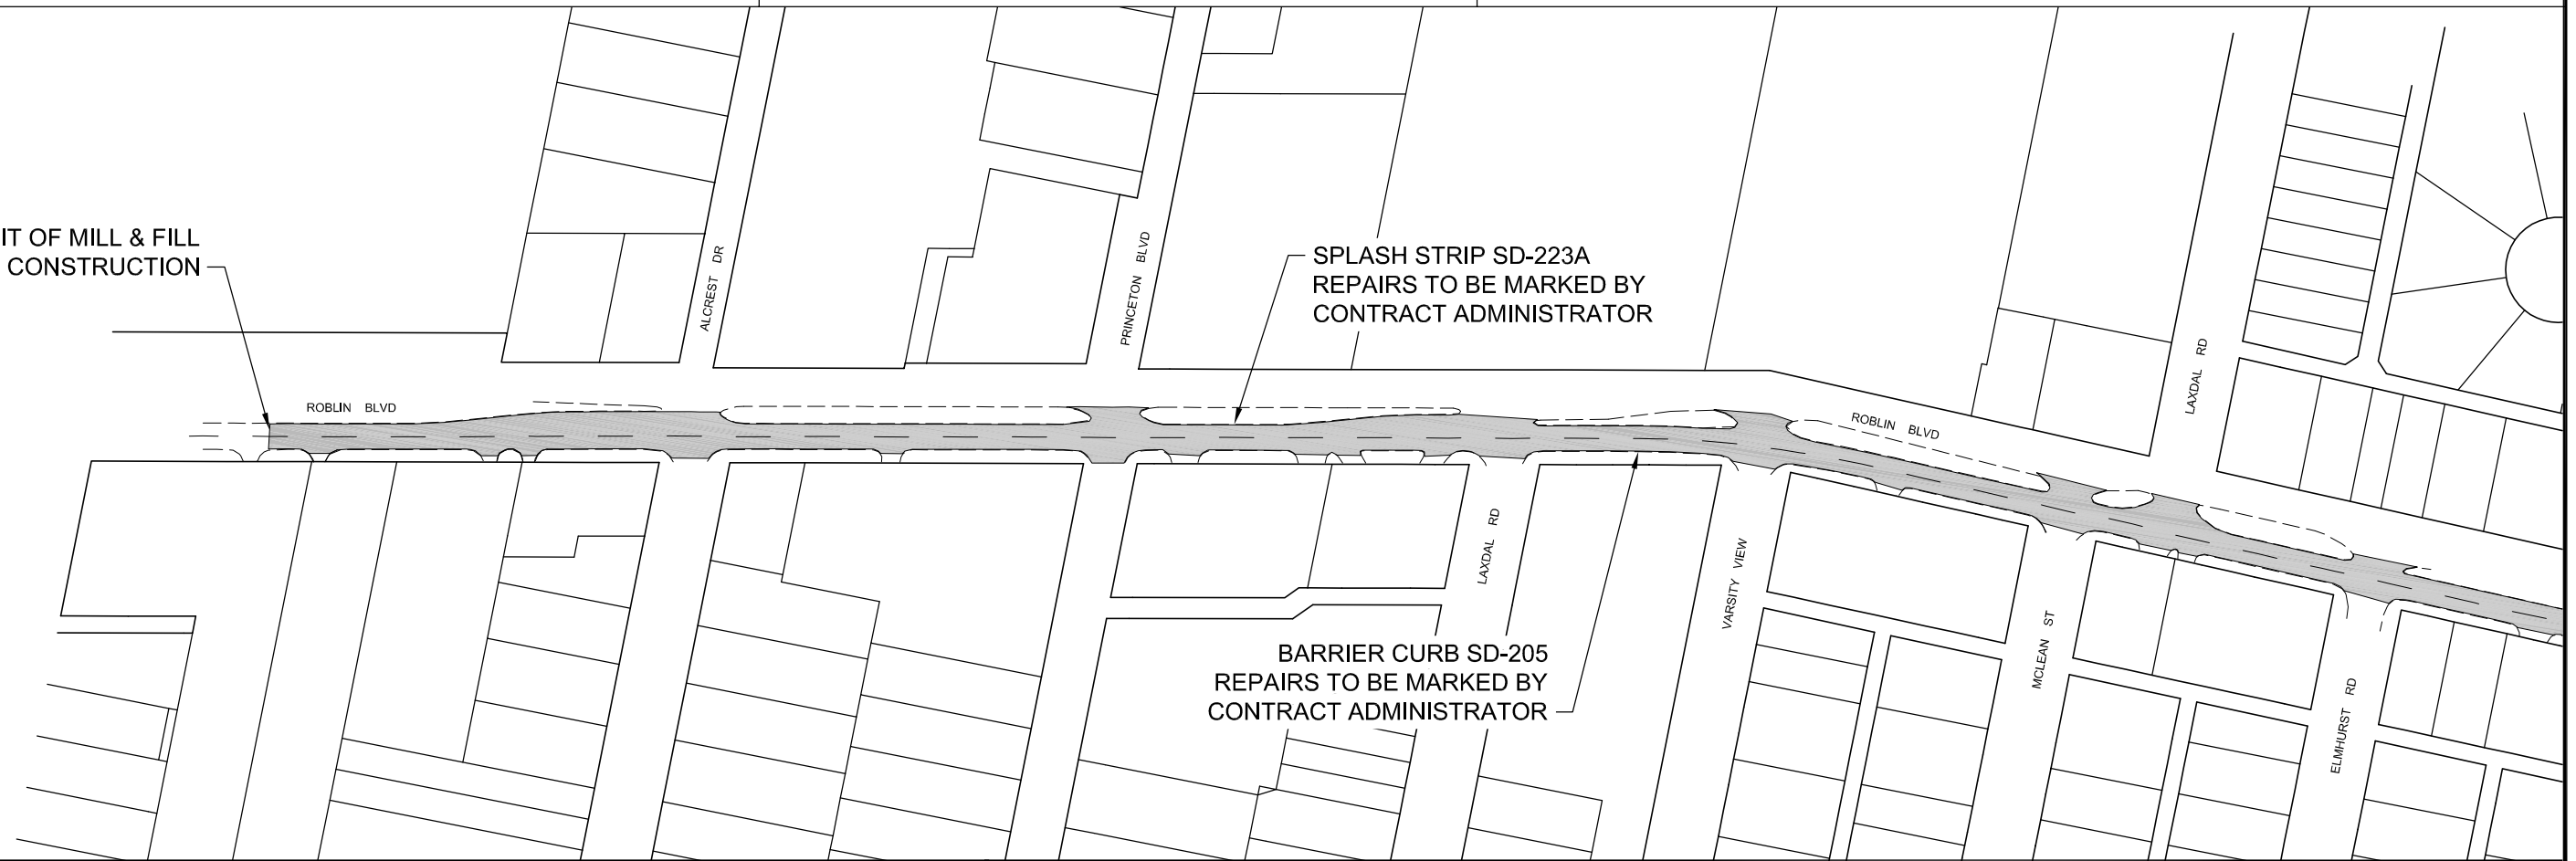 IT OF MILL & FILL
CONSTRUCTION
ALCREST DR
PRINCETON BLVD
SPLASH STRIP SD-223A
REPAIRS TO BE MARKED BY
CONTRACT ADMINISTRATOR
LAXDAL RD
ROBLIN BLVD
ROBLIN BLVD
LAXDAL RD
VARSITY VIEW
MCLEAN ST
ELMHURST RD
BARRIER CURB SD-205
REPAIRS TO BE MARKED BY
CONTRACT ADMINISTRATOR